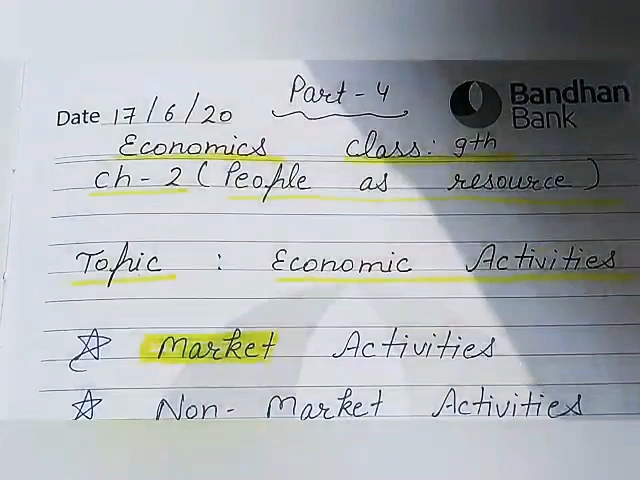 Part - 4
Bandhan
Bank
Date 17/6/20
Economics class: 9th
ch-2 (People as resource)
Topic : Economic Activities
☆ Market Activities
☆ Non-Market Activities